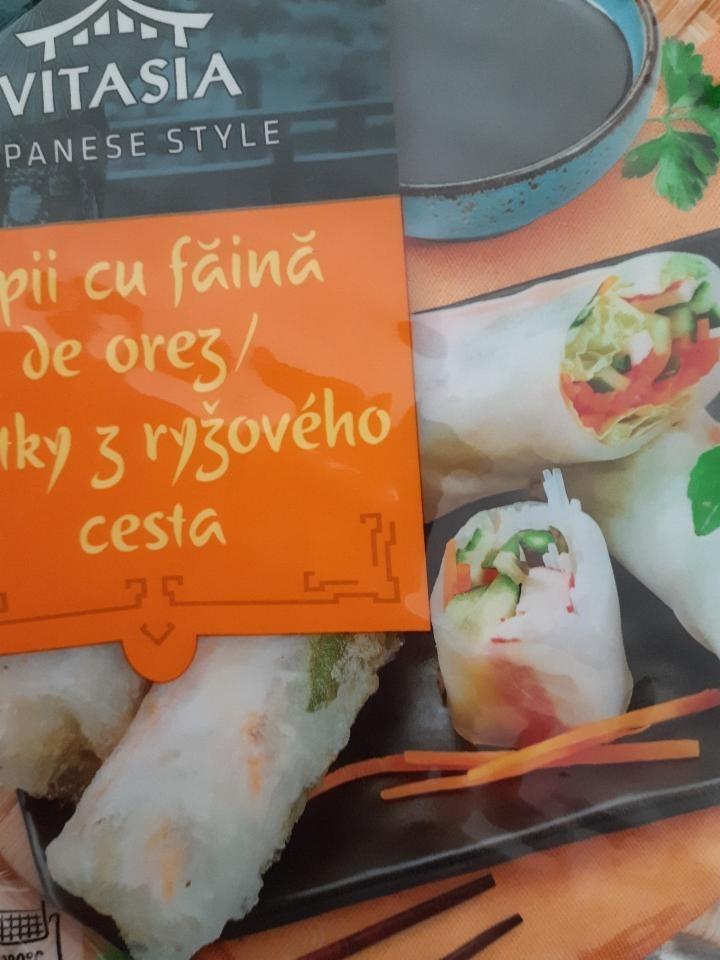 VITASIA
PANESE STYLE
pii cu făină
de orez/
tky z ryžového
cesta